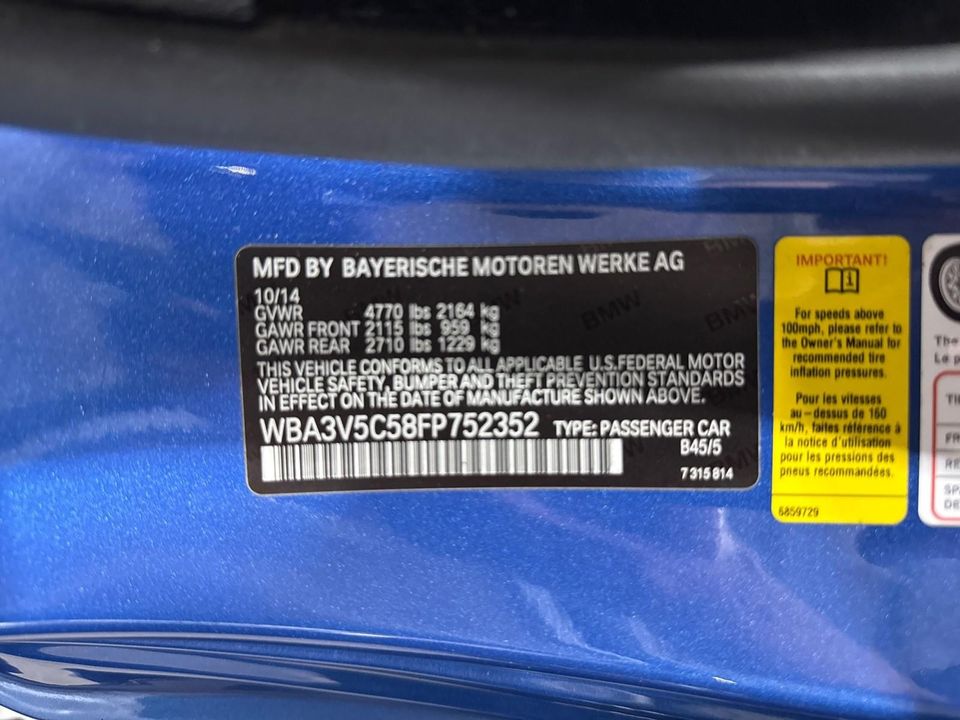 MFD BY BAYERISCHE MOTOREN WERKE AG
10/14
GVWR 4770 lbs 2164 kg
GAWR FRONT 2115 lbs 959 kg
GAWR REAR 2710 lbs 1229 kg
THIS VEHICLE CONFORMS TO ALL APPLICABLE U.S.FEDERAL MOTOR
VEHICLE SAFETY, BUMPER AND THEFT PREVENTION STANDARDS
IN EFFECT ON THE DATE OF MANUFACTURE SHOWN ABOVE.
WBA3V5C58FP752352 TYPE: PASSENGER CAR
B45/5
7 315 814
IMPORTANT!
For speeds above
100mph, please refer to
the Owner's Manual for
recommended tire
inflation pressures.
Pour les vitesses
au-dessus de 160
km/h, faites référence à
la notice d'utilisation
pour les pressions des
pneus recommandées.
6859729
The